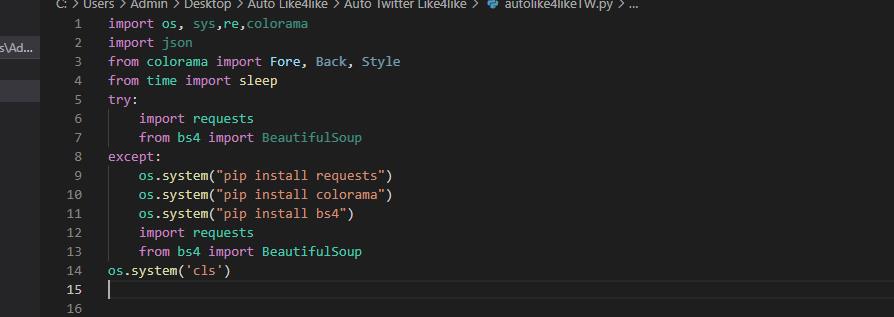 C: > Users > Admin > Desktop > Auto Like4like > Auto Twitter Like4like > autolike4likeTW.py > ...
s\Ad...
1 import os, sys,re,colorama
2 import json
3 from colorama import Fore, Back, Style
4 from time import sleep
5 try:
6 import requests
7 from bs4 import BeautifulSoup
8 except:
9 os.system("pip install requests")
10 os.system("pip install colorama")
11 os.system("pip install bs4")
12 import requests
13 from bs4 import BeautifulSoup
14 os.system('cls')
15
16